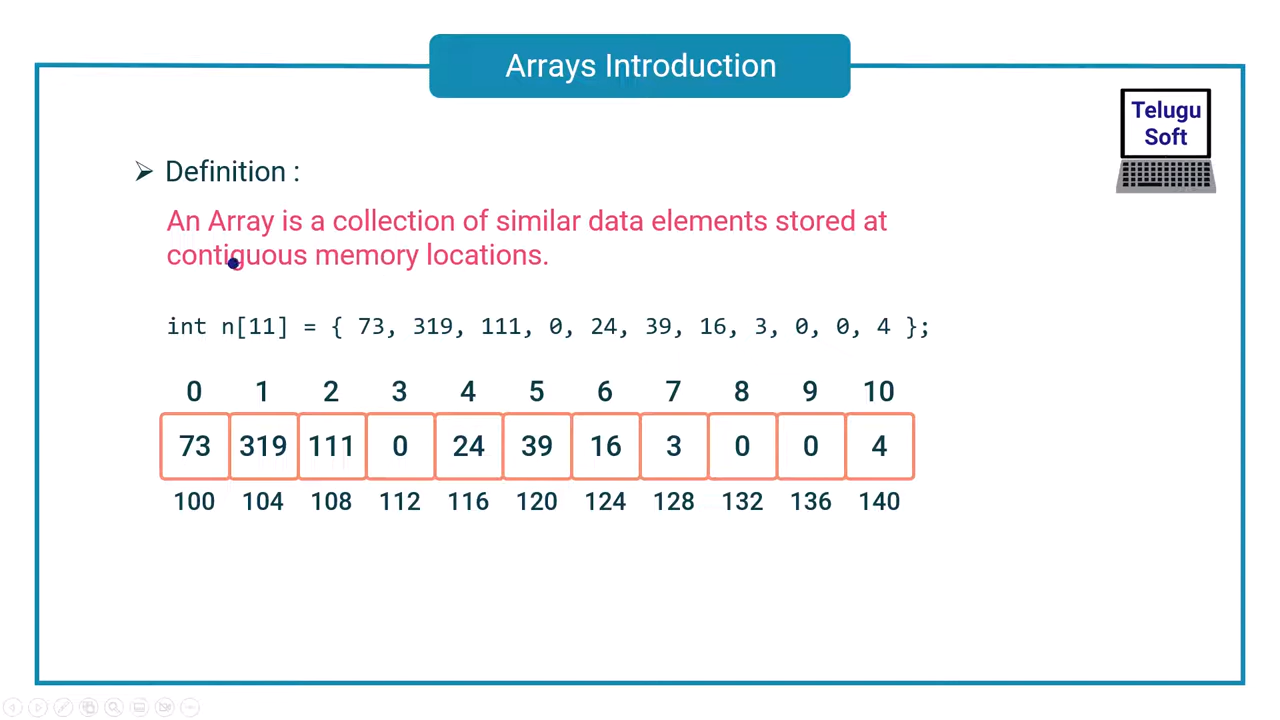 Arrays Introduction
Telugu
Soft
➢ Definition :
An Array is a collection of similar data elements stored at
contiguous memory locations.
int n[11] = { 73, 319, 111, 0, 24, 39, 16, 3, 0, 0, 4 };
0 1 2 3 4 5 6 7 8 9 10
73 319 111 0 24 39 16 3 0 0 4
100 104 108 112 116 120 124 128 132 136 140